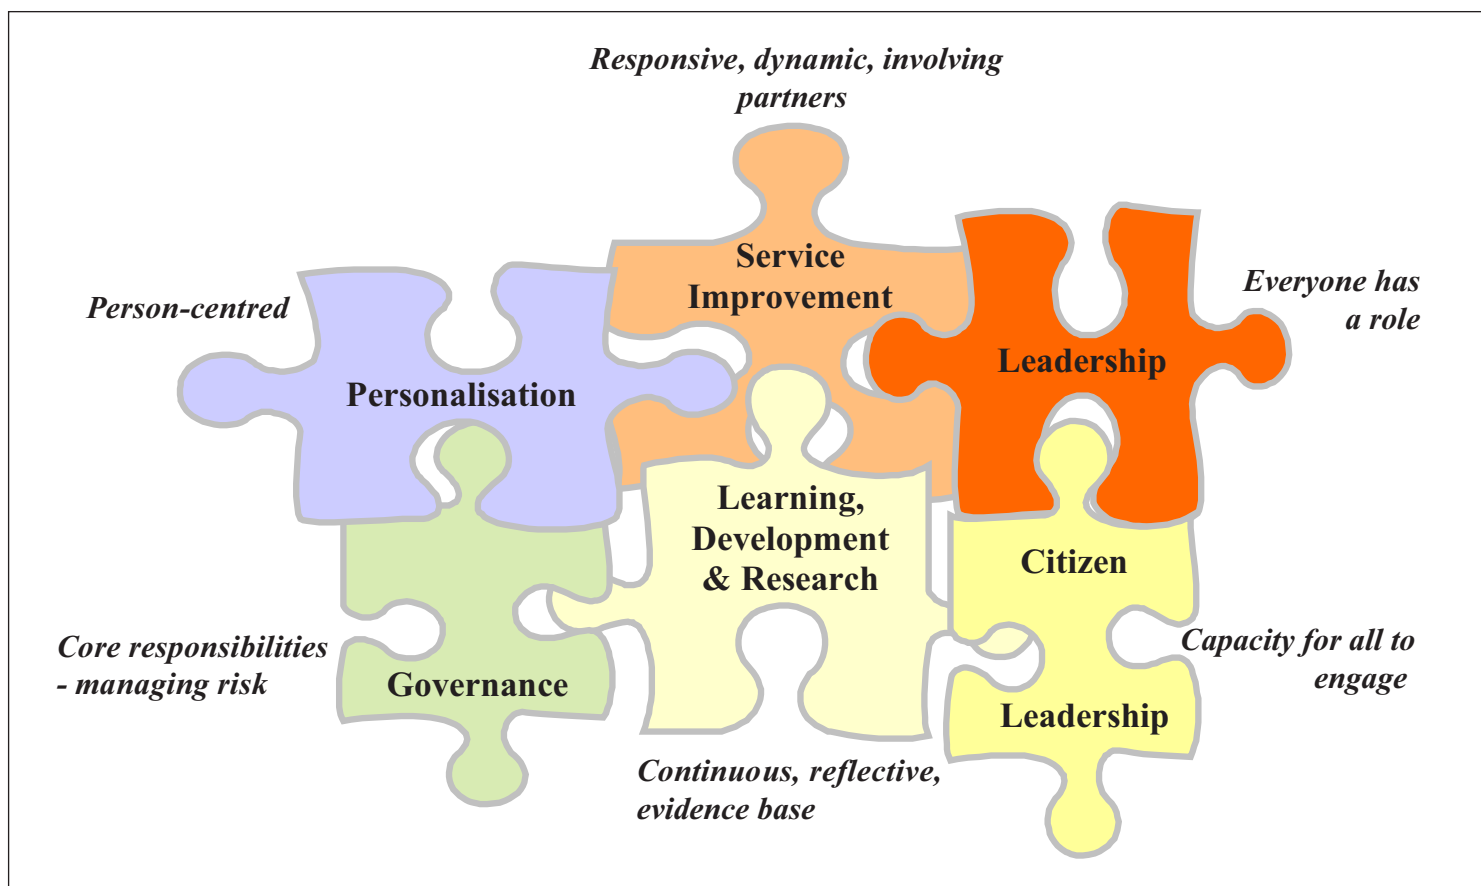 Responsive, dynamic, involving
partners
Service
Improvement
Person-centred
Everyone has
a role
Leadership
Personalisation
Learning,
Development
& Research
Citizen
Leadership
Core responsibilities
- managing risk
Governance
Capacity for all to
engage
Continuous, reflective,
evidence base